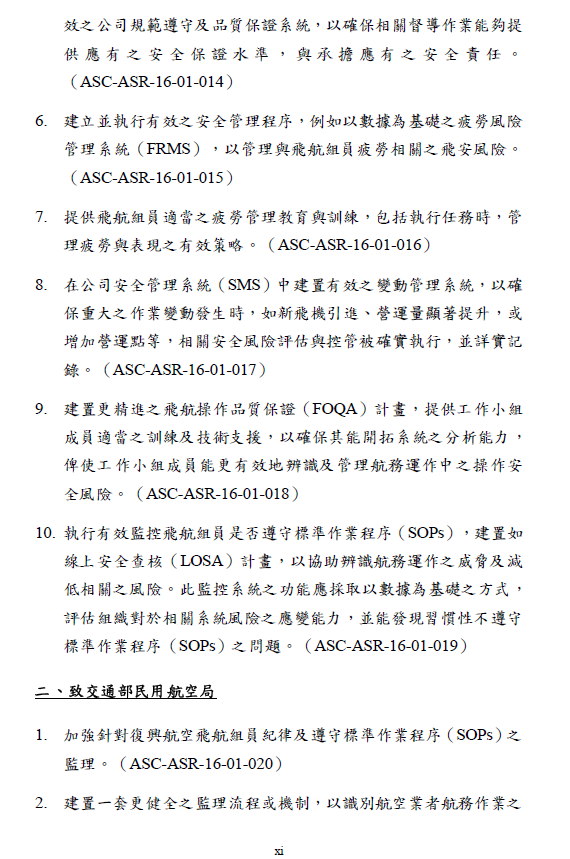 效之公司規範遵守及品質保證系統，以確保相關督導作業能夠提
供應有之安全保證水準，與承擔應有之安全責任。
（ASC-ASR-16-01-014）
6. 建立並執行有效之安全管理程序，例如以數據為基礎之疲勞風險
管理系統（FRMS），以管理與飛航組員疲勞相關之飛安風險。
（ASC-ASR-16-01-015）
7. 提供飛航組員適當之疲勞管理教育與訓練，包括執行任務時，管
理疲勞與表現之有效策略。（ASC-ASR-16-01-016）
8. 在公司安全管理系統（SMS）中建置有效之變動管理系統，以確
保重大之作業變動發生時，如新飛機引進、營運量顯著提升，或
增加營運點等，相關安全風險評估與控管被確實執行，並詳實記
錄。（ASC-ASR-16-01-017）
9. 建置更精進之飛航操作品質保證（FOQA）計畫，提供工作小組
成員適當之訓練及技術支援，以確保其能開拓系統之分析能力，
俾使工作小組成員能更有效地辨識及管理航務運作中之操作安
全風險。（ASC-ASR-16-01-018）
10. 執行有效監控飛航組員是否遵守標準作業程序（SOPs），建置如
線上安全查核（LOSA）計畫，以協助辨識航務運作之威脅及減
低相關之風險。此監控系統之功能應採取以數據為基礎之方式，
評估組織對於相關系統風險之應變能力，並能發現習慣性不遵守
標準作業程序（SOPs）之問題。（ASC-ASR-16-01-019）
二、致交通部民用航空局
1. 加強針對復興航空飛航組員紀律及遵守標準作業程序（SOPs）之
監理。（ASC-ASR-16-01-020）
2. 建置一套更健全之監理流程或機制，以識別航空業者航務作業之
xi